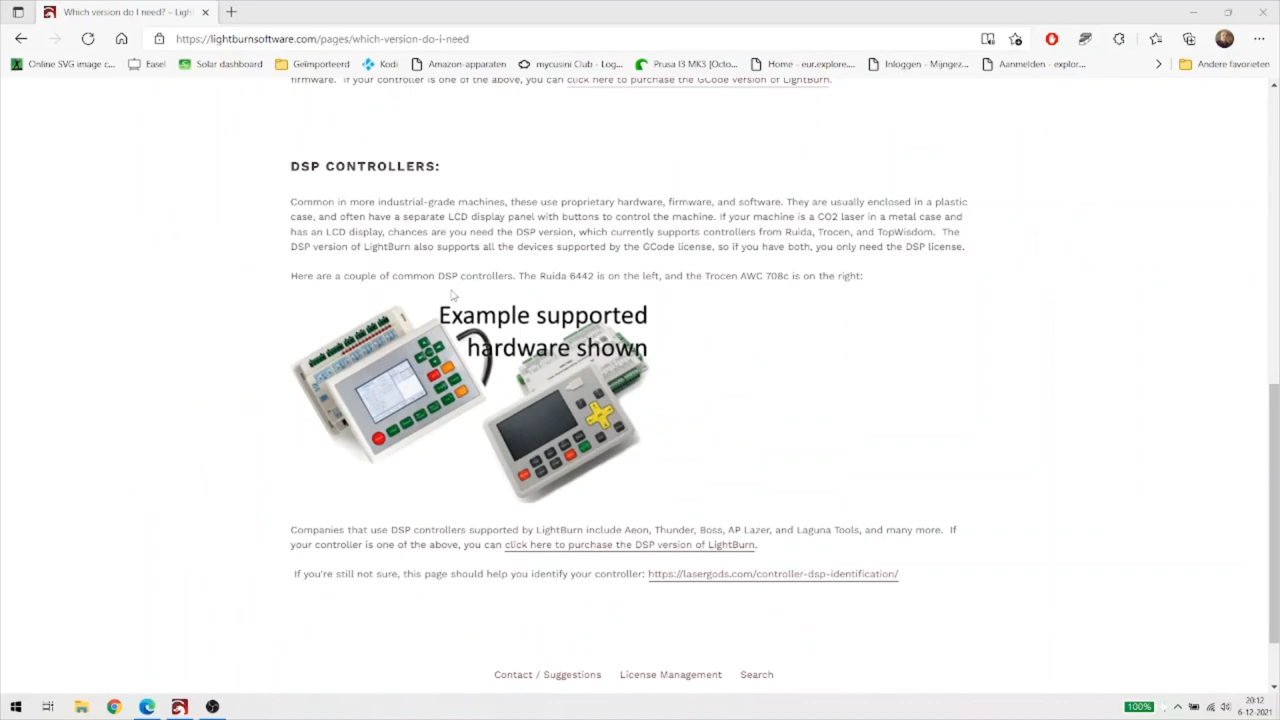 Which version do I need? – Ligh
https://lightburnsoftware.com/pages/which-version-do-i-need
Online SVG image c...
Easel
Solar dashboard
Geïmporteerd
Kodi
Amazon-apparaten
mycusini Club - Log...
Prusa I3 MK3 [Octo...
Home - eur.explore....
Inloggen - Mijngez...
Aanmelden - explor...
Andere favorieten
firmware. If your controller is one of the above, you can click here to purchase the GCode version of LightBurn.
DSP CONTROLLERS:
Common in more industrial-grade machines, these use proprietary hardware, firmware, and software. They are usually enclosed in a plastic
case, and often have a separate LCD display panel with buttons to control the machine. If your machine is a CO2 laser in a metal case and
has an LCD display, chances are you need the DSP version, which currently supports controllers from Ruida, Trocen, and TopWisdom. The
DSP version of LightBurn also supports all the devices supported by the GCode license, so if you have both, you only need the DSP license.
Here are a couple of common DSP controllers. The Ruida 6442 is on the left, and the Trocen AWC 708c is on the right:
Example supported
hardware shown
Companies that use DSP controllers supported by LightBurn include Aeon, Thunder, Boss, AP Lazer, and Laguna Tools, and many more. If
your controller is one of the above, you can click here to purchase the DSP version of LightBurn.
If you're still not sure, this page should help you identify your controller: https://lasergods.com/controller-dsp-identification/
Contact / Suggestions
License Management
Search
100%
20:12
6-12-2021